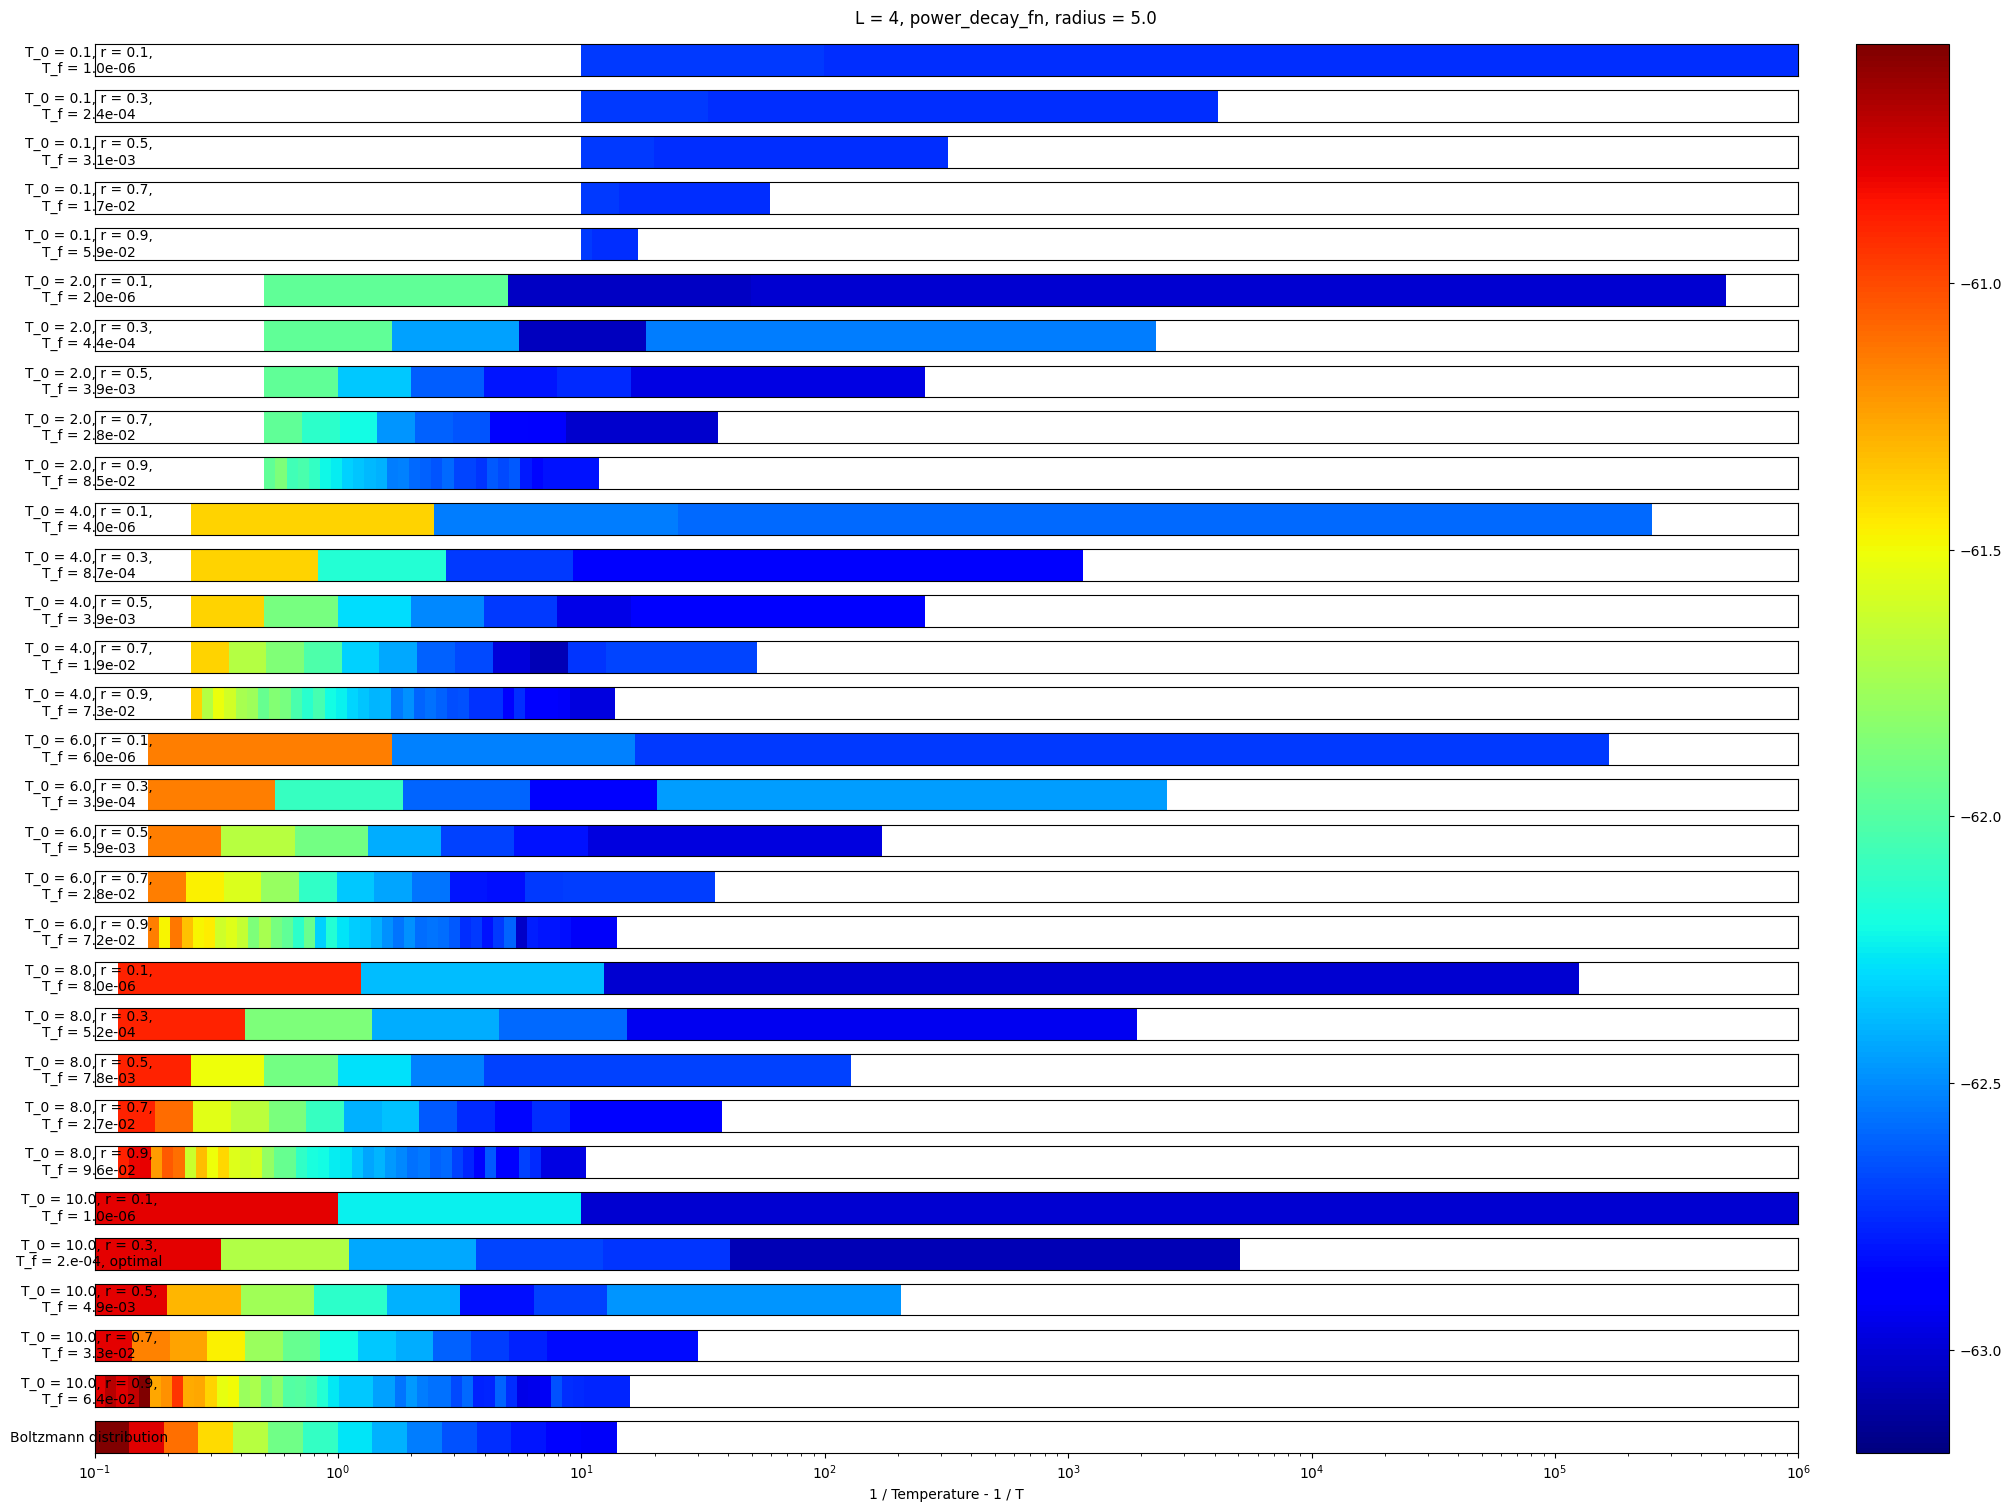 L = 4, power_decay_fn, radius = 5.0
T_0 = 0.1, r = 0.1,
T_f = 1.0e-06
T_0 = 0.1, r = 0.3,
T_f = 2.4e-04
T_0 = 0.1, r = 0.5,
T_f = 3.1e-03
T_0 = 0.1, r = 0.7,
T_f = 1.7e-02
T_0 = 0.1, r = 0.9,
T_f = 5.9e-02
T_0 = 2.0, r = 0.1,
T_f = 2.0e-06
T_0 = 2.0, r = 0.3,
T_f = 4.4e-04
T_0 = 2.0, r = 0.5,
T_f = 3.9e-03
T_0 = 2.0, r = 0.7,
T_f = 2.8e-02
T_0 = 2.0, r = 0.9,
T_f = 8.5e-02
T_0 = 4.0, r = 0.1,
T_f = 4.0e-06
T_0 = 4.0, r = 0.3,
T_f = 8.7e-04
T_0 = 4.0, r = 0.5,
T_f = 3.9e-03
T_0 = 4.0, r = 0.7,
T_f = 1.9e-02
T_0 = 4.0, r = 0.9,
T_f = 7.3e-02
T_0 = 6.0, r = 0.1,
T_f = 6.0e-06
T_0 = 6.0, r = 0.3,
T_f = 3.9e-04
T_0 = 6.0, r = 0.5,
T_f = 5.9e-03
T_0 = 6.0, r = 0.7,
T_f = 2.8e-02
T_0 = 6.0, r = 0.9,
T_f = 7.2e-02
T_0 = 8.0, r = 0.1,
T_f = 8.0e-06
T_0 = 8.0, r = 0.3,
T_f = 5.2e-04
T_0 = 8.0, r = 0.5,
T_f = 7.8e-03
T_0 = 8.0, r = 0.7,
T_f = 2.7e-02
T_0 = 8.0, r = 0.9,
T_f = 9.6e-02
T_0 = 10.0, r = 0.1,
T_f = 1.0e-06
T_0 = 10.0, r = 0.3,
T_f = 2.e-04, optimal
T_0 = 10.0, r = 0.5,
T_f = 4.9e-03
T_0 = 10.0, r = 0.7,
T_f = 3.3e-02
T_0 = 10.0, r = 0.9,
T_f = 6.4e-02
Boltzmann distribution
10⁻¹ 10⁰ 10¹ 10² 10³ 10⁴ 10⁵ 10⁶
1 / Temperature - 1 / T
−61.0
−61.5
−62.0
−62.5
−63.0